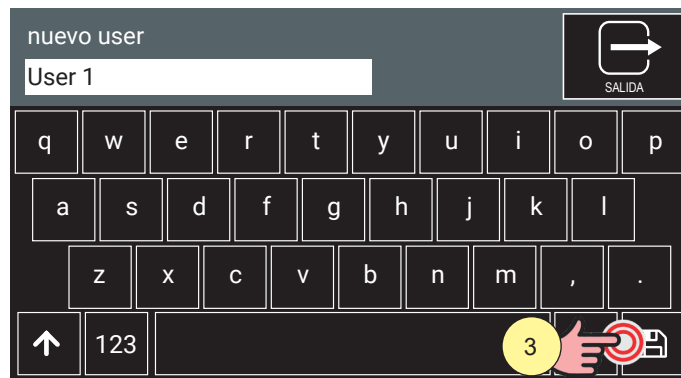 nuevo user
User 1
SALIDA
q w e r t y u i o p
a s d f g h j k l
z x c v b n m , .
123 3